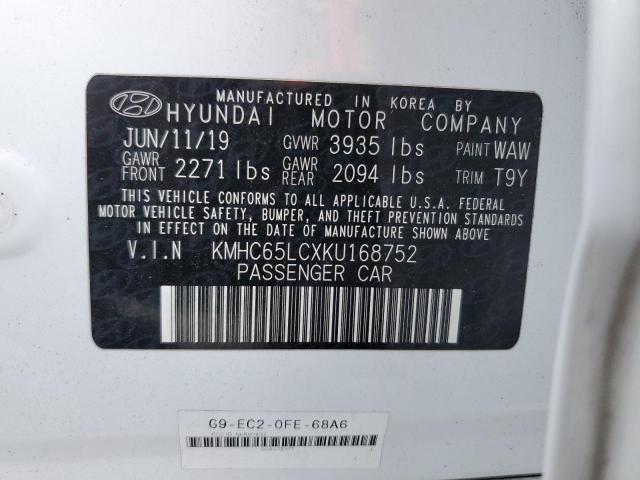 MANUFACTURED IN KOREA BY
HYUNDAI MOTOR COMPANY
JUN/11/19 GVWR 3935 lbs PAINT WAW
GAWR FRONT 2271 lbs GAWR REAR 2094 lbs TRIM T9Y
THIS VEHICLE CONFORMS TO ALL APPLICABLE U.S.A. FEDERAL
MOTOR VEHICLE SAFETY, BUMPER, AND THEFT PREVENTION STANDARDS
IN EFFECT ON THE DATE OF MANUFACTURE SHOWN ABOVE.
V.I.N KMHC65LCXKU168752
PASSENGER CAR
G9-EC2-0FE-68A6